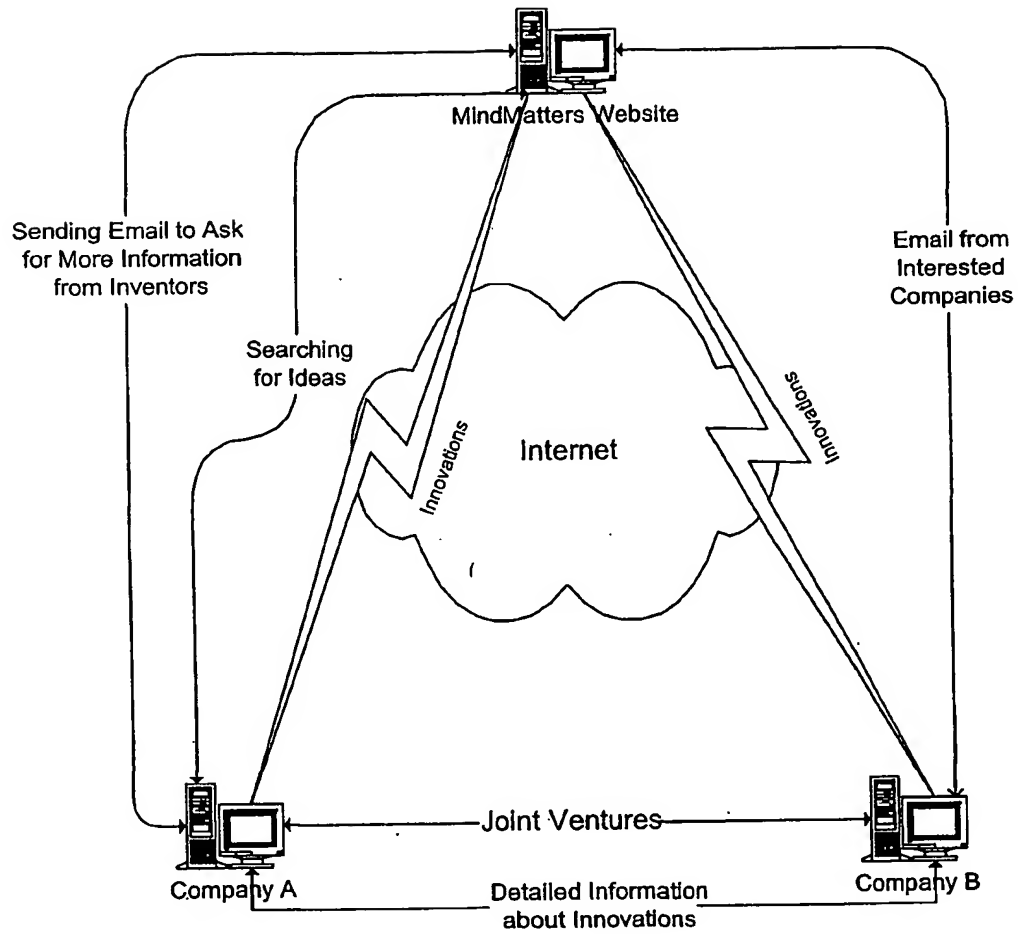 MindMatters Website
Sending Email to Ask
for More Information
from Inventors
Email from
Interested
Companies
Searching
for Ideas
Innovations
Internet
Innovations
Joint Ventures
Company A
Company B
Detailed Information
about Innovations